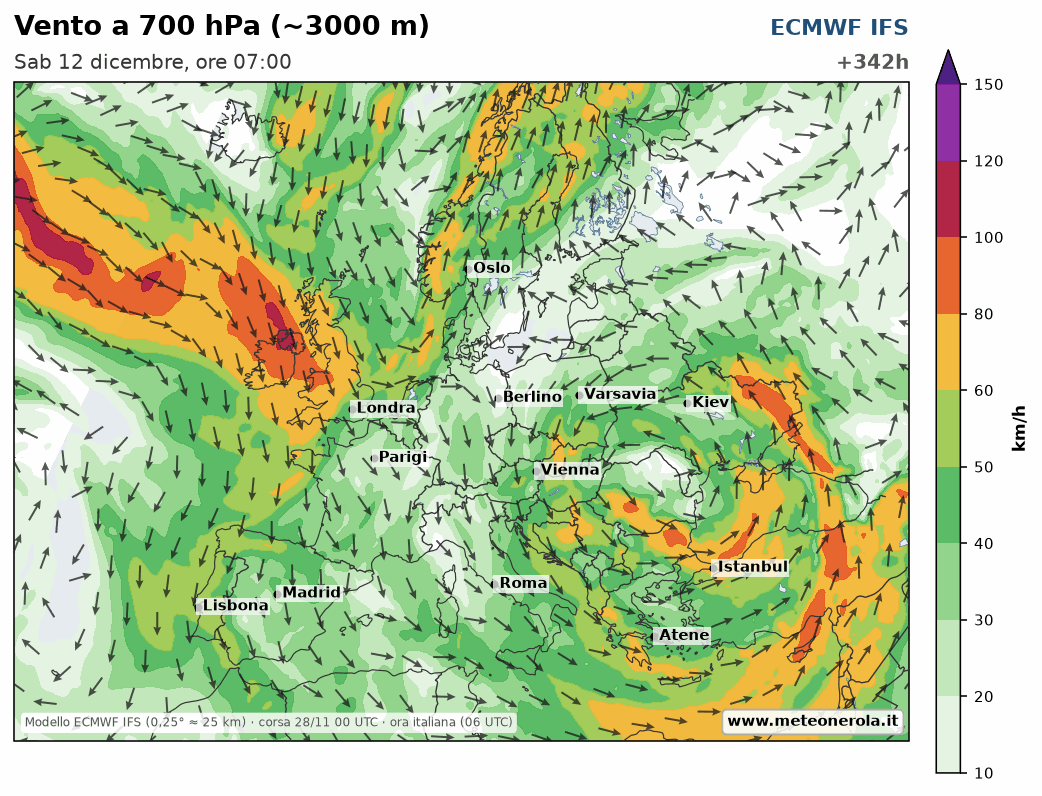 Vento a 700 hPa (~3000 m)
ECMWF IFS
Sab 12 dicembre, ore 07:00
+342h
150
120
100
80
60
50
40
30
20
10
km/h
Oslo
Berlino
Varsavia
Kiev
Londra
Parigi
Vienna
Istanbul
Roma
Madrid
Lisbona
Atene
Modello ECMWF IFS (0,25° ≈ 25 km) · corsa 28/11 00 UTC · ora italiana (06 UTC)
www.meteonerola.it